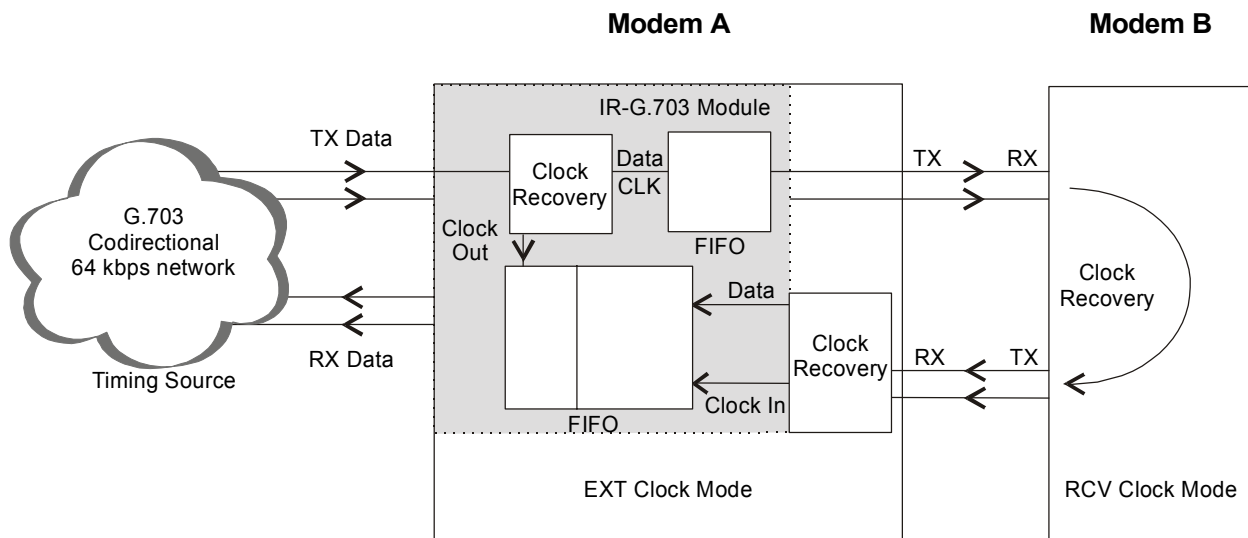 Modem A
Modem B
IR-G.703 Module
TX Data
Clock
Recovery
Data
CLK
TX
RX
FIFO
G.703
Codirectional
64 kbps network
Clock
Out
Data
Clock
Recovery
Clock
Recovery
RX
TX
RX Data
Timing Source
Clock In
FIFO
EXT Clock Mode
RCV Clock Mode